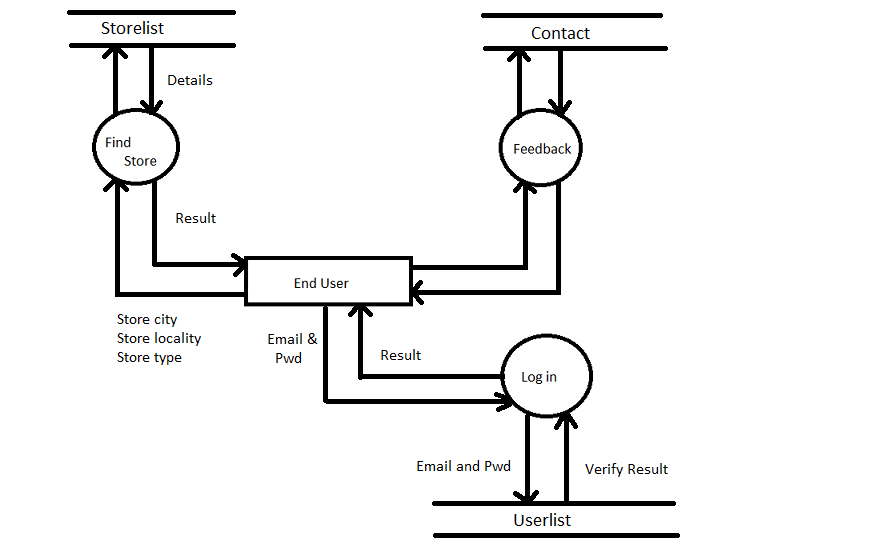 Storelist
Contact
Details
Find
Store
Feedback
Result
End User
Store city
Store locality
Store type
Email &
Pwd
Result
Log in
Email and Pwd
Verify Result
Userlist